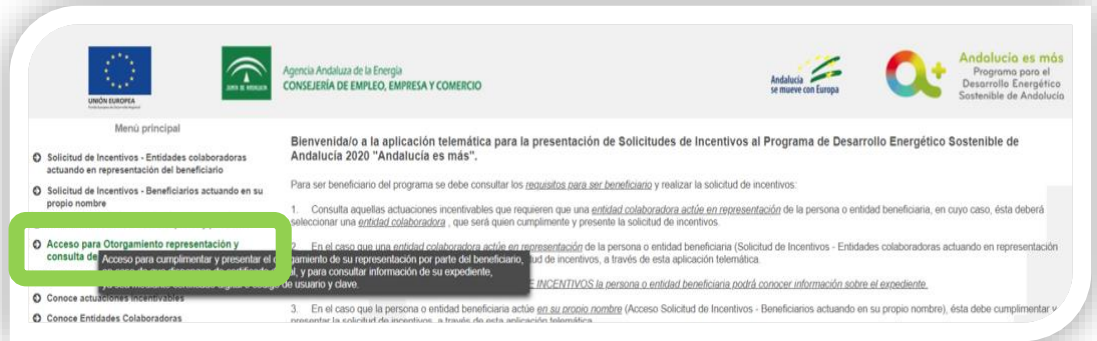 UNIÓN EUROPEA
JUNTA DE ANDALUCIA
Agencia Andaluza de la Energía
CONSEJERÍA DE EMPLEO, EMPRESA Y COMERCIO
Andalucía
se mueve con Europa
Andalucía es más
Programa para el
Desarrollo Energético
Sostenible de Andalucía
Menú principal
Solicitud de Incentivos - Entidades colaboradoras
actuando en representación del beneficiario
Solicitud de Incentivos - Beneficiarios actuando en su
propio nombre
Acceso para Otorgamiento representación y
consulta de
Acceso para cumplimentar y presentar el otorgamiento de su representación por parte del beneficiario,
y para consultar información de su expediente,
de usuario y clave.
Conoce actuaciones incentivables
Conoce Entidades Colaboradoras
Bienvenida/o a la aplicación telemática para la presentación de Solicitudes de Incentivos al Programa de Desarrollo Energético Sostenible de
Andalucía 2020 "Andalucía es más".
Para ser beneficiario del programa se debe consultar los requisitos para ser beneficiario y realizar la solicitud de incentivos:
1. Consulta aquellas actuaciones incentivables que requieren que una entidad colaboradora actúe en representación de la persona o entidad beneficiaria, en cuyo caso, ésta deberá
seleccionar una entidad colaboradora , que será quien cumplimente y presente la solicitud de incentivos.
2. En el caso que una entidad colaboradora actúe en representación de la persona o entidad beneficiaria (Solicitud de Incentivos - Entidades colaboradoras actuando en representación
ud de incentivos, a través de esta aplicación telemática.
E INCENTIVOS la persona o entidad beneficiaria podrá conocer información sobre el expediente.
3. En el caso que la persona o entidad beneficiaria actúe en su propio nombre (Acceso Solicitud de Incentivos - Beneficiarios actuando en su propio nombre), ésta debe cumplimentar y
presentar la solicitud de incentivos, a través de esta aplicación telemática.